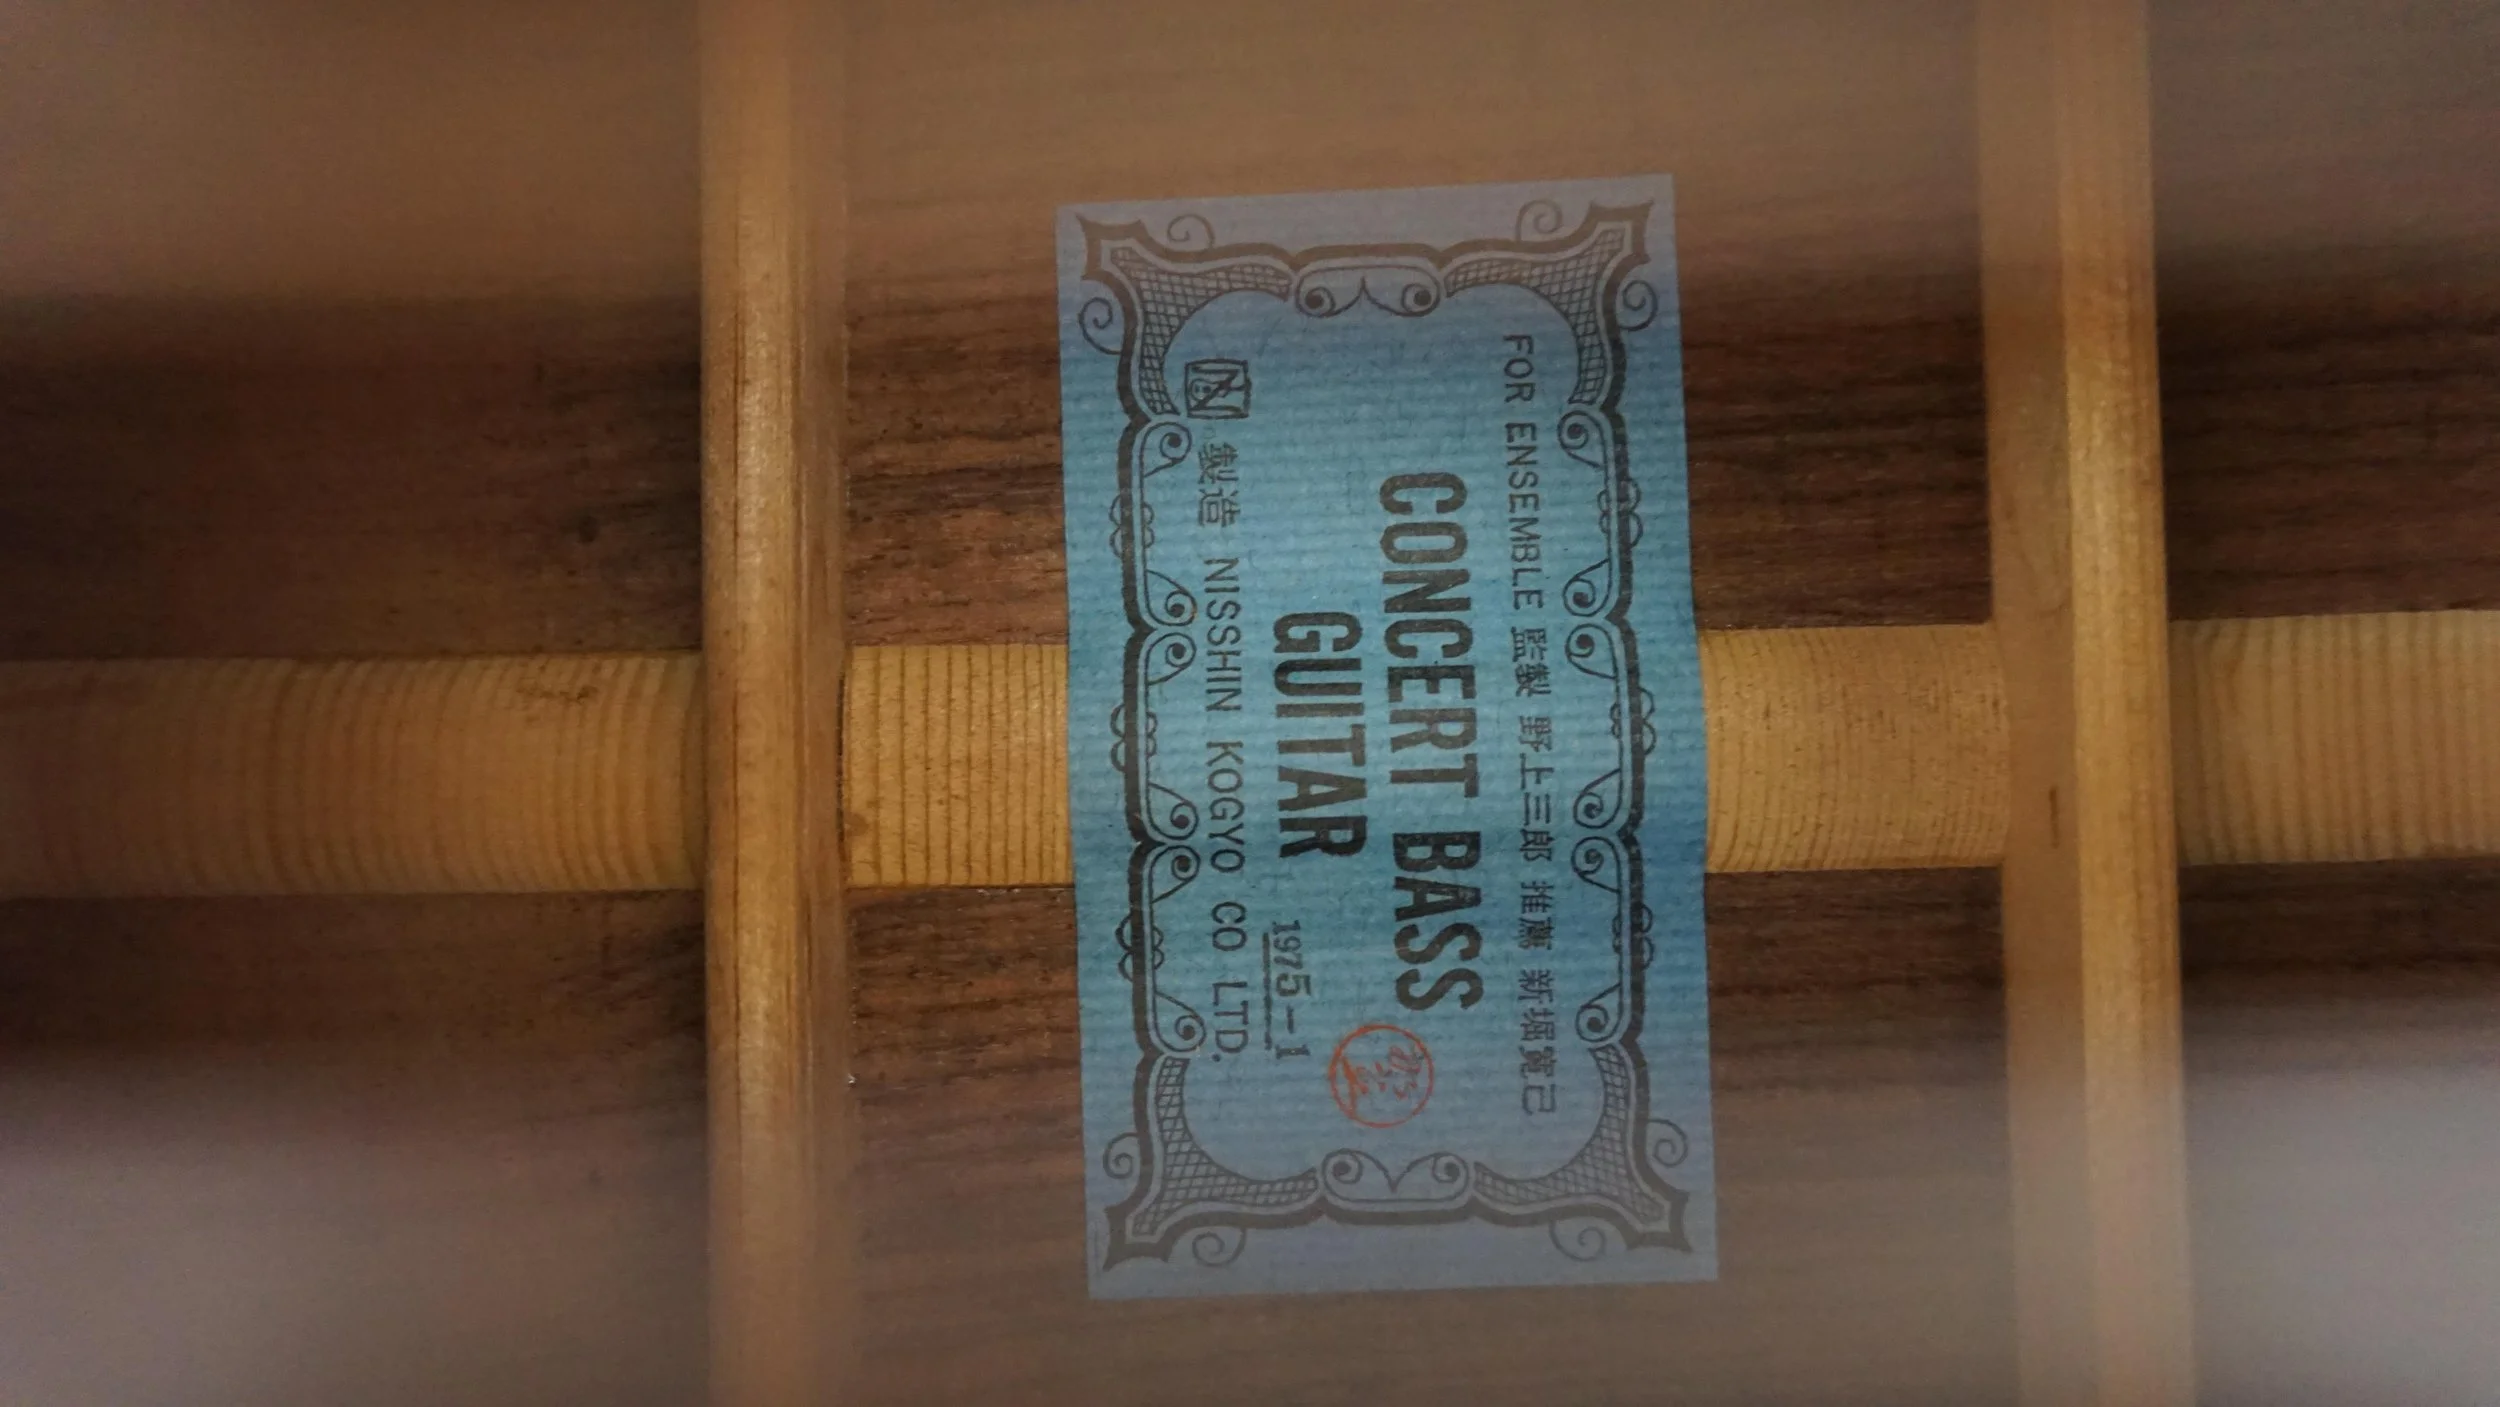 FOR ENSEMBLE 監製 野上三郎 推薦 新堀寛己
CONCERT BASS
GUITAR
1975-1
製造 NISSHIN KOGYO CO LTD.